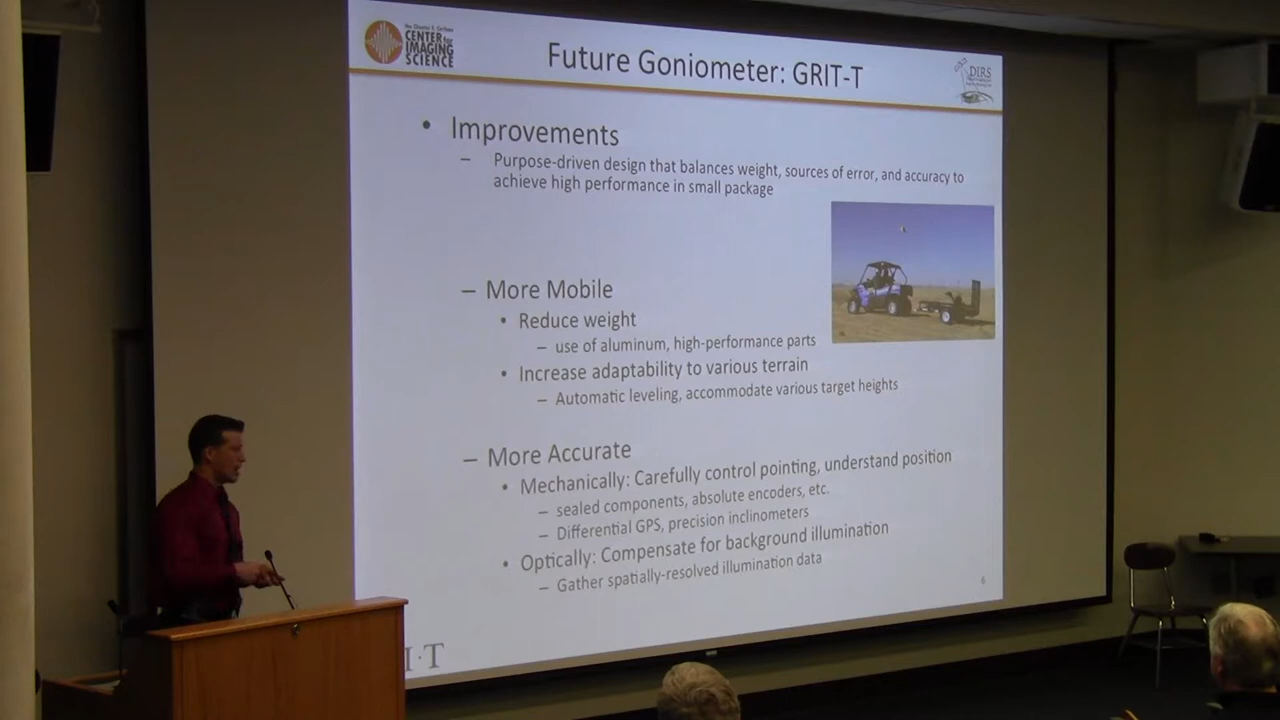 CENTER for
IMAGING
SCIENCE
Future Goniometer: GRIT-T
DIRS
• Improvements
– Purpose-driven design that balances weight, sources of error, and accuracy to
achieve high performance in small package
– More Mobile
• Reduce weight
– use of aluminum, high-performance parts
• Increase adaptability to various terrain
– Automatic leveling, accommodate various target heights
– More Accurate
• Mechanically: Carefully control pointing, understand position
– sealed components, absolute encoders, etc.
– Differential GPS, precision inclinometers
• Optically: Compensate for background illumination
– Gather spatially-resolved illumination data
6
I·T